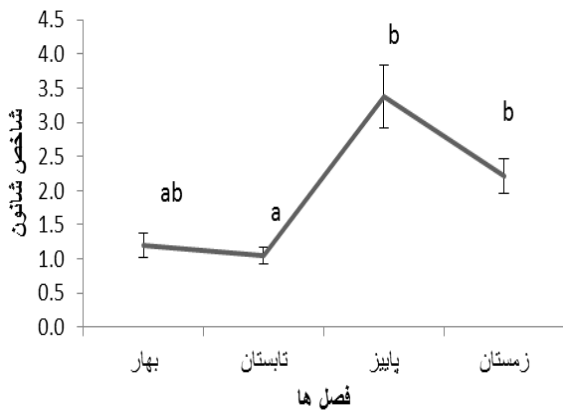 4.5
4.0
3.5
3.0
2.5
2.0
1.5
1.0
0.5
0.0
شاخص شانون
ab
a
b
b
بهار
تابستان
پاییز
زمستان
فصل ها